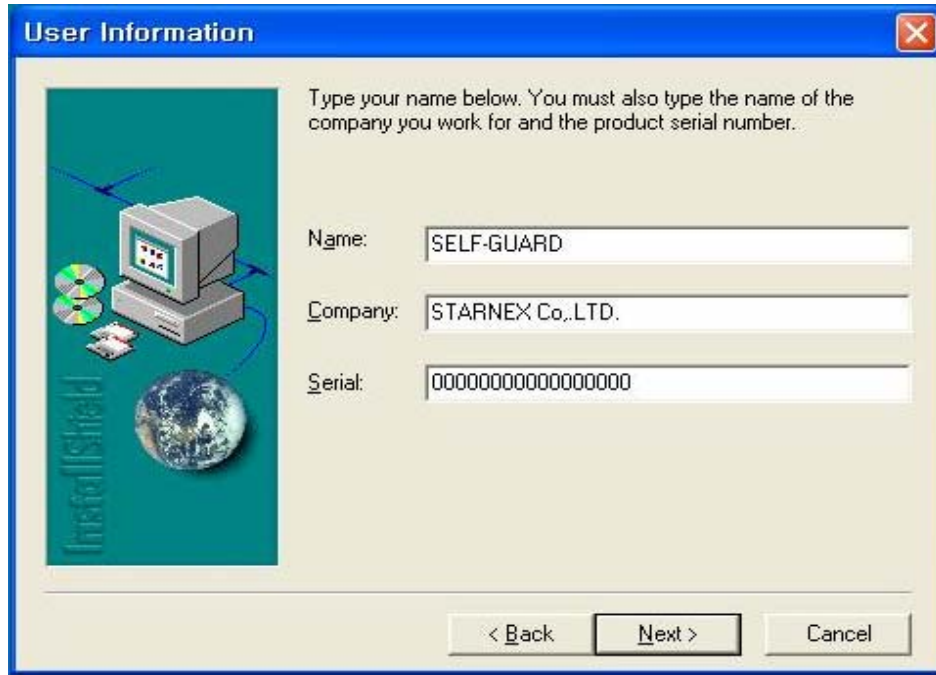 User Information
Type your name below. You must also type the name of the
company you work for and the product serial number.
Name: SELF-GUARD
Company: STARNEX Co,.LTD.
Serial: 00000000000000000
InstallShield
< Back Next > Cancel